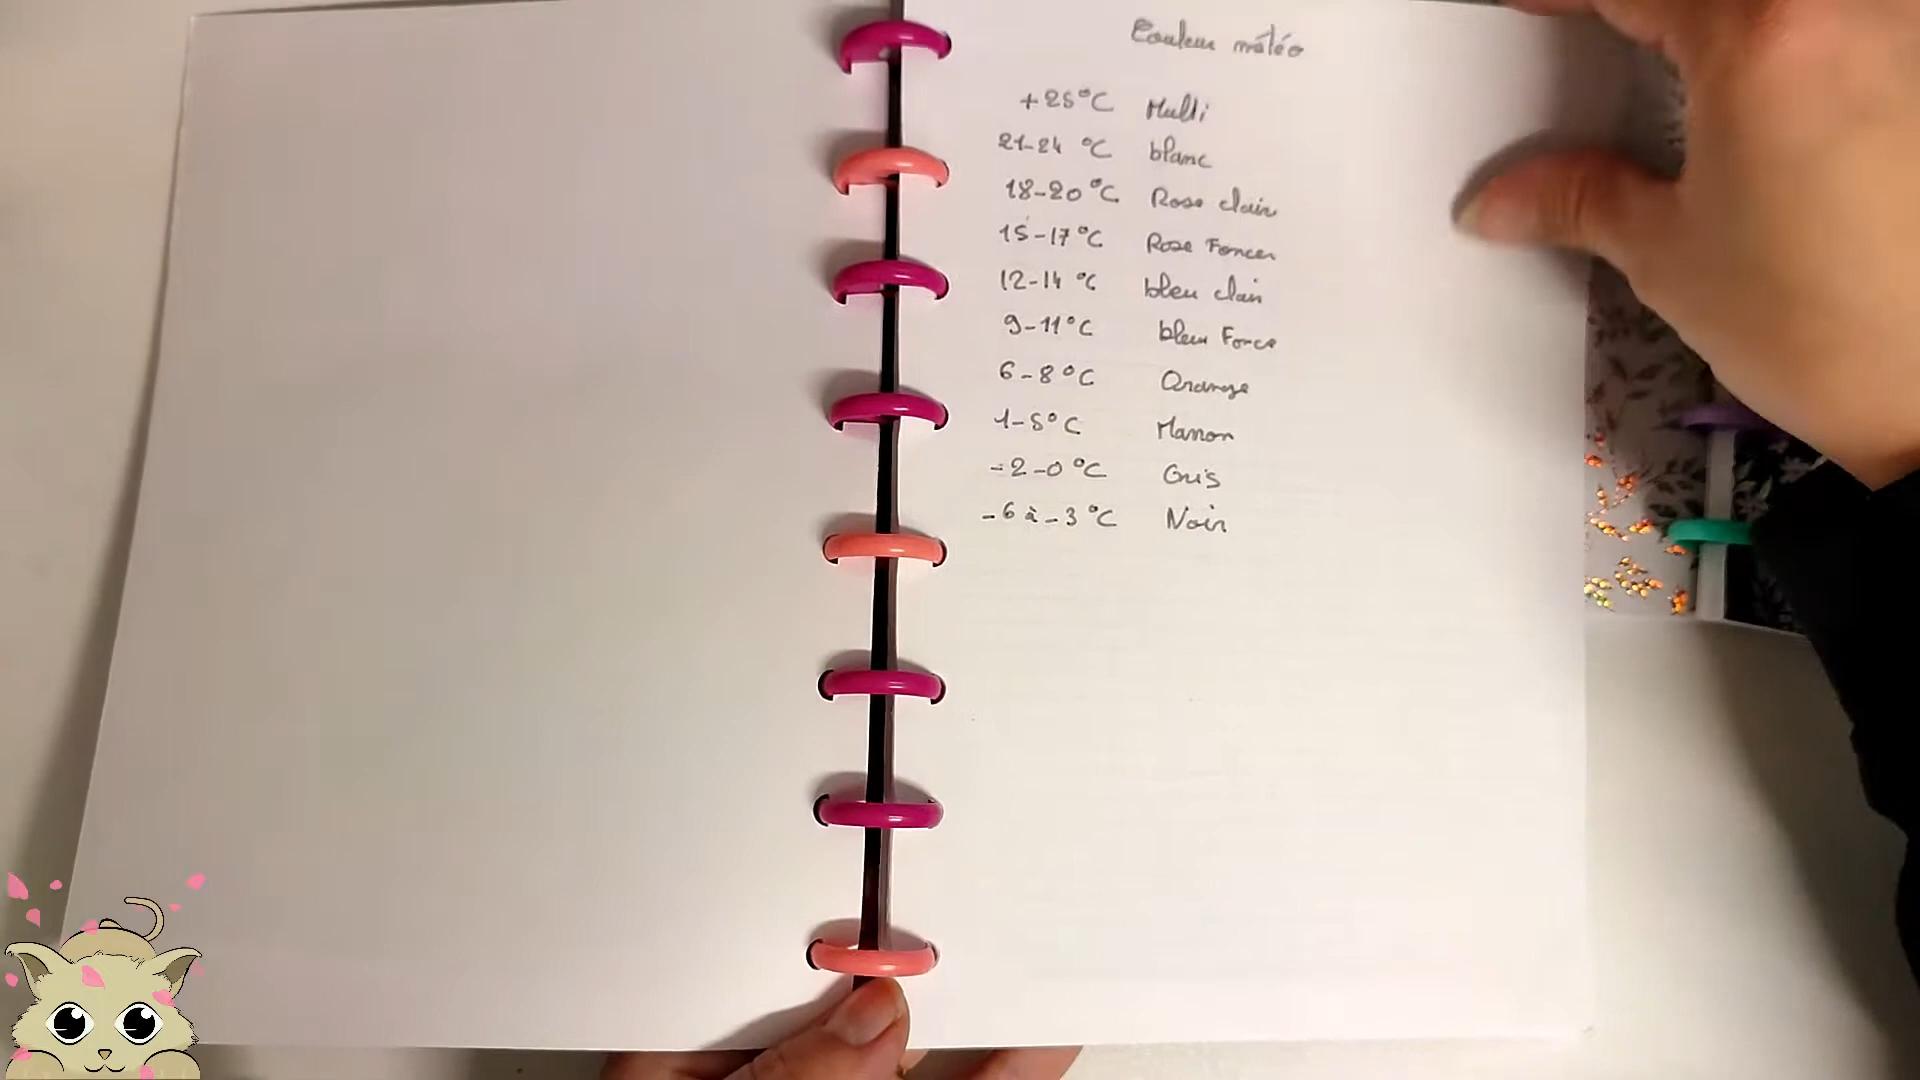 Couleur météo
+25°C Multi
21-24 °C blanc
18-20 °C Rose clair
15-17 °C Rose Foncer
12-14 °C bleu clair
9-11°C bleu Foncé
6-8°C Orange
1-5°C Marron
-2-0 °C Gris
-6 à -3 °C Noir